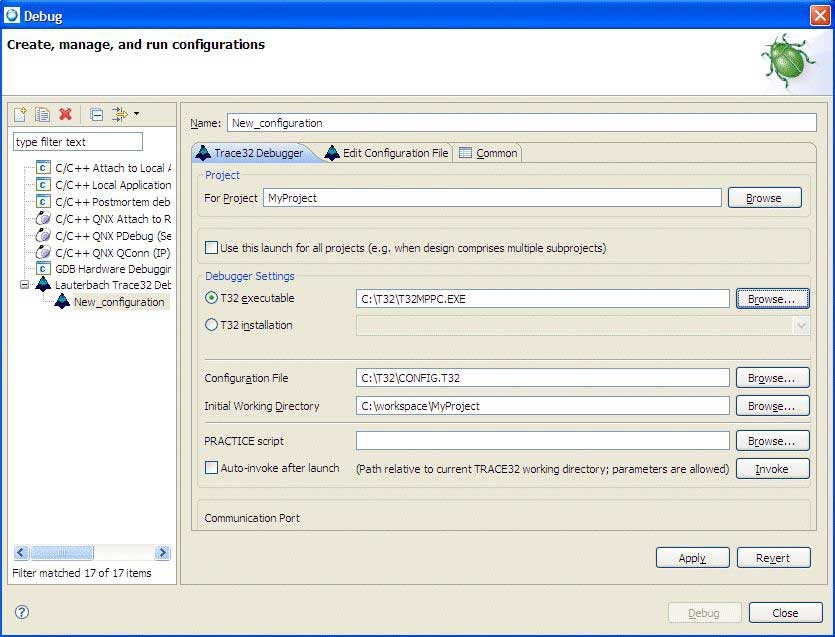 Debug
Create, manage, and run configurations
type filter text
C/C++ Attach to Local A
C/C++ Local Application
C/C++ Postmortem deb
C/C++ QNX Attach to R
C/C++ QNX PDebug (Se
C/C++ QNX QConn (IP)
GDB Hardware Debuggin
Lauterbach Trace32 Deb
New_configuration
Filter matched 17 of 17 items
Name: New_configuration
Trace32 Debugger Edit Configuration File Common
Project
For Project MyProject Browse
Use this launch for all projects (e.g. when design comprises multiple subprojects)
Debugger Settings
T32 executable C:\T32\T32MPPC.EXE Browse...
T32 installation
Configuration File C:\T32\CONFIG.T32 Browse...
Initial Working Directory C:\workspace\MyProject Browse...
PRACTICE script Browse...
Auto-invoke after launch (Path relative to current TRACE32 working directory; parameters are allowed) Invoke
Communication Port
Apply Revert
Debug Close